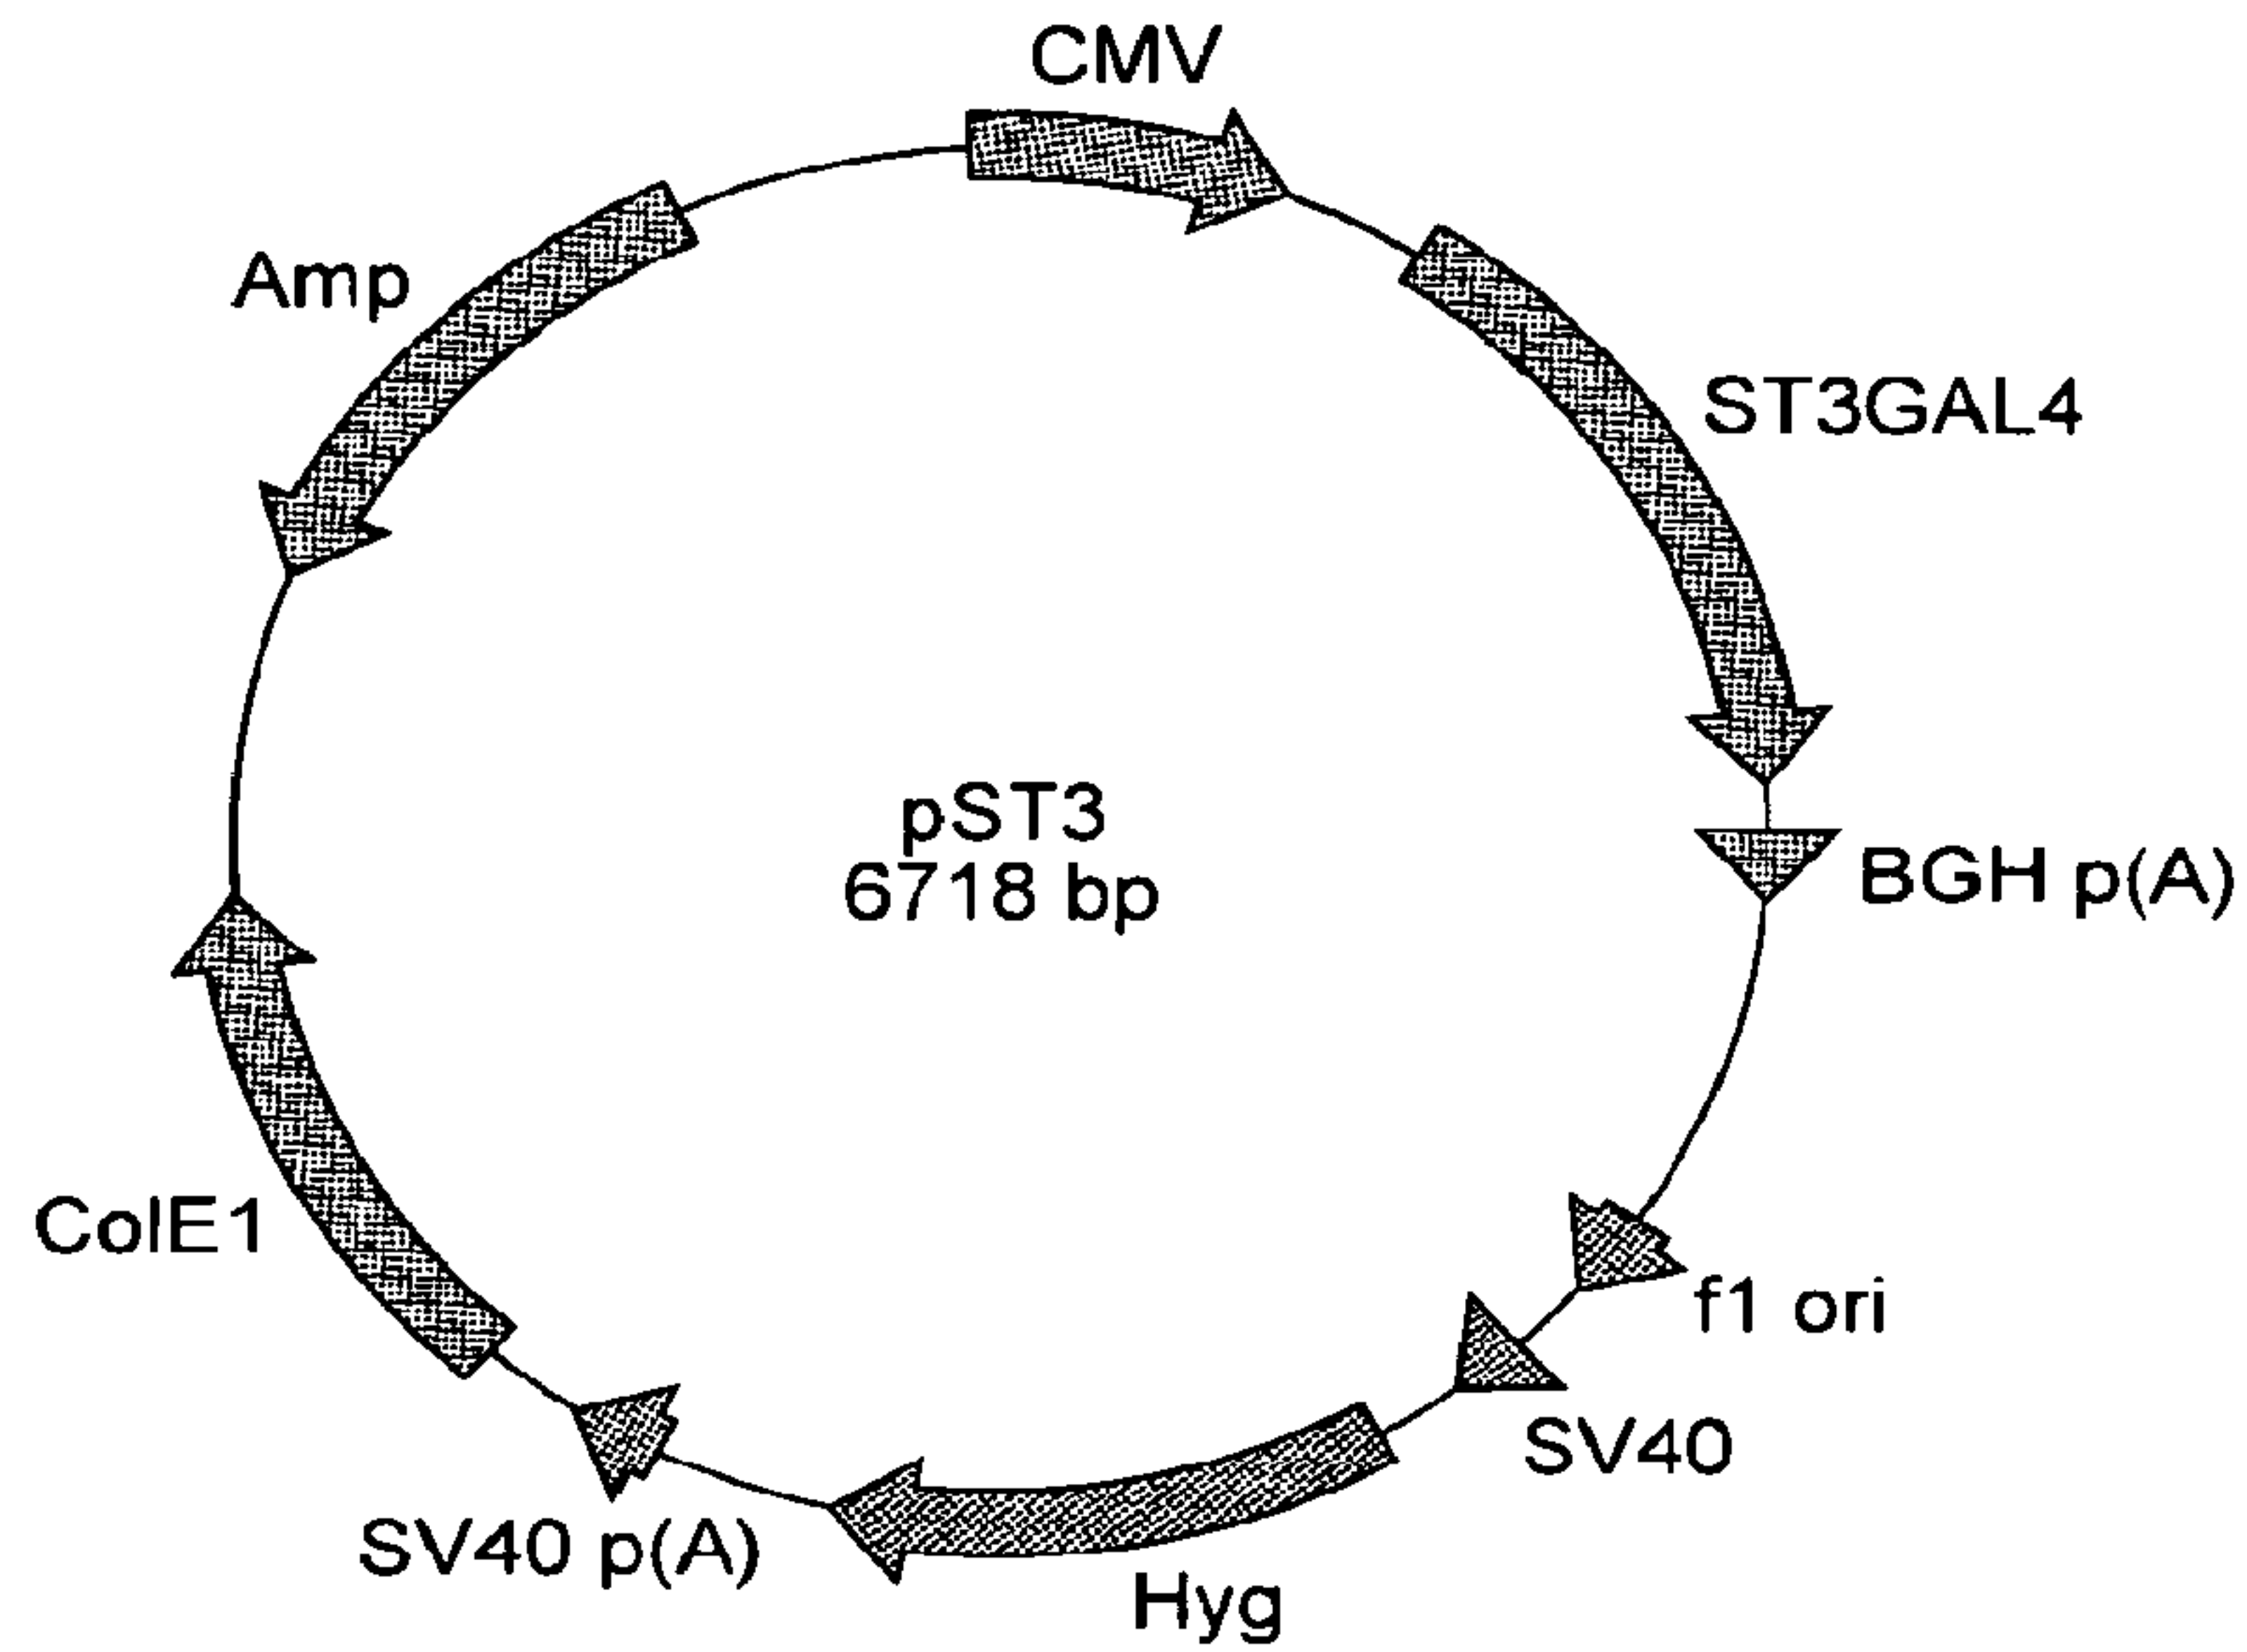 CMV
Amp
ST3GAL4
pST3
6718 bp
BGH p(A)
ColE1
f1 ori
SV40
SV40 p(A)
Hyg